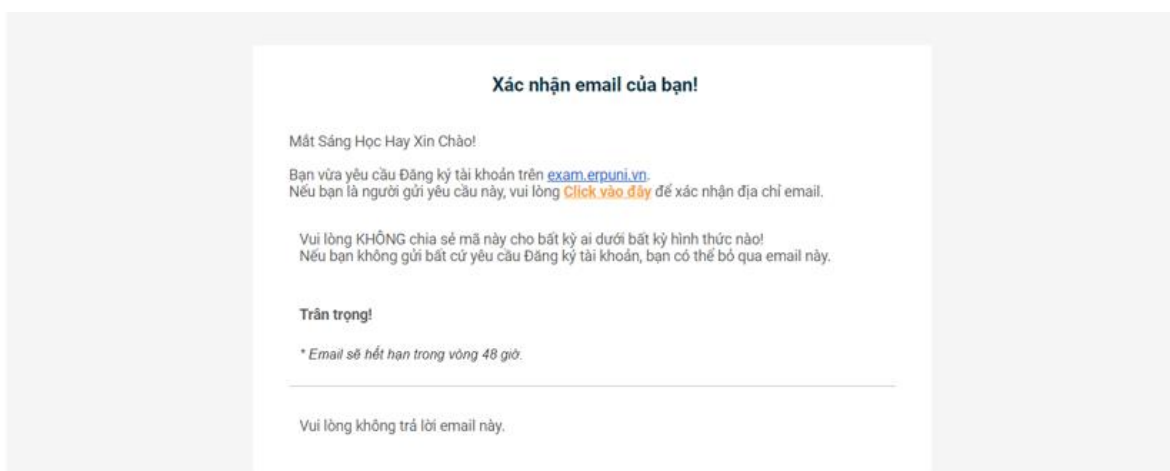 Xác nhận email của bạn!
Mắt Sáng Học Hay Xin Chào!
Bạn vừa yêu cầu Đăng ký tài khoản trên exam.erpuni.vn.
Nếu bạn là người gửi yêu cầu này, vui lòng Click vào đây để xác nhận địa chỉ email.
Vui lòng KHÔNG chia sẻ mã này cho bất kỳ ai dưới bất kỳ hình thức nào!
Nếu bạn không gửi bất cứ yêu cầu Đăng ký tài khoản, bạn có thể bỏ qua email này.
Trân trọng!
* Email sẽ hết hạn trong vòng 48 giờ.
Vui lòng không trả lời email này.